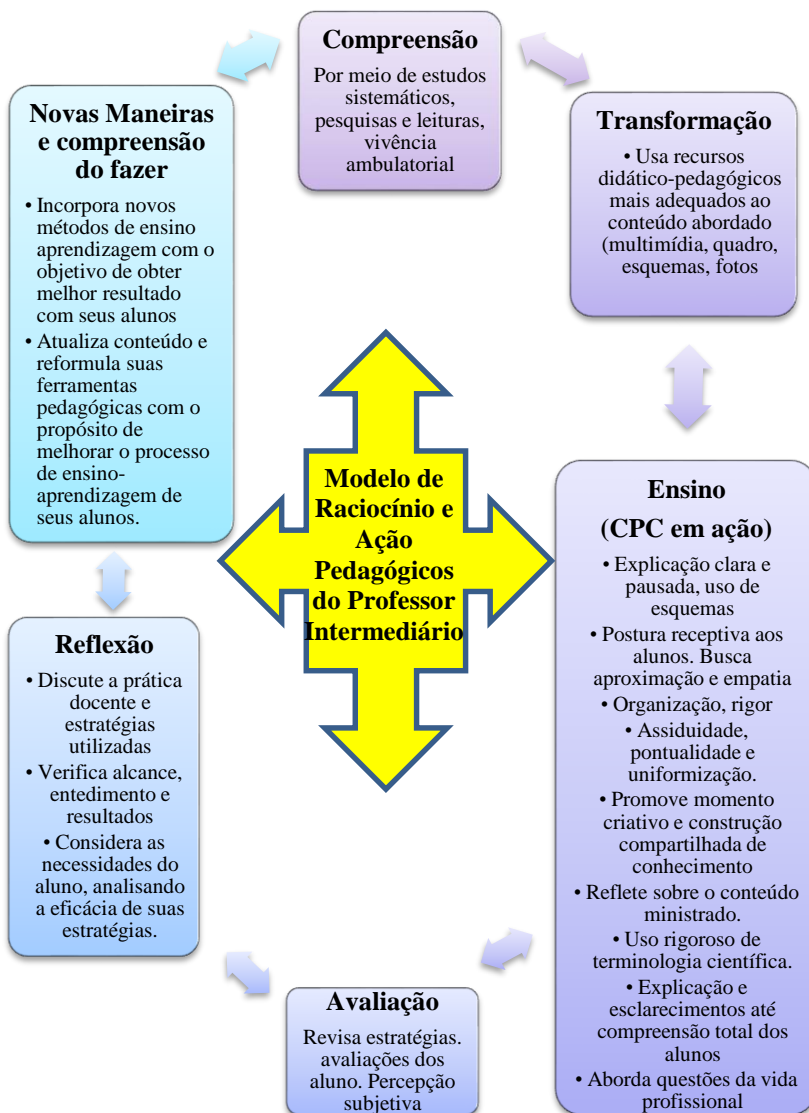 Compreensão
Por meio de estudos
sistemáticos,
pesquisas e leituras,
vivência
ambulatorial
Transformação
• Usa recursos
didático-pedagógicos
mais adequados ao
conteúdo abordado
(multimídia, quadro,
esquemas, fotos
Ensino
(CPC em ação)
• Explicação clara e
pausada, uso de
esquemas
• Postura receptiva aos
alunos. Busca
aproximação e empatia
• Organização, rigor
• Assiduidade,
pontualidade e
uniformização.
• Promove momento
criativo e construção
compartilhada de
conhecimento
• Reflete sobre o conteúdo
ministrado.
• Uso rigoroso de
terminologia científica.
• Explicação e
esclarecimentos até
compreensão total dos
alunos
• Aborda questões da vida
profissional
Avaliação
Revisa estratégias.
avaliações dos
aluno. Percepção
subjetiva
Reflexão
• Discute a prática
docente e
estratégias
utilizadas
• Verifica alcance,
entedimento e
resultados
• Considera as
necessidades do
aluno, analisando
a eficácia de suas
estratégias.
Novas Maneiras
e compreensão
do fazer
• Incorpora novos
métodos de ensino
aprendizagem com o
objetivo de obter
melhor resultado
com seus alunos
• Atualiza conteúdo e
reformula suas
ferramentas
pedagógicas com o
propósito de
melhorar o processo
de ensino-
aprendizagem de
seus alunos.
Modelo de
Raciocínio e
Ação
Pedagógicos
do Professor
Intermediário